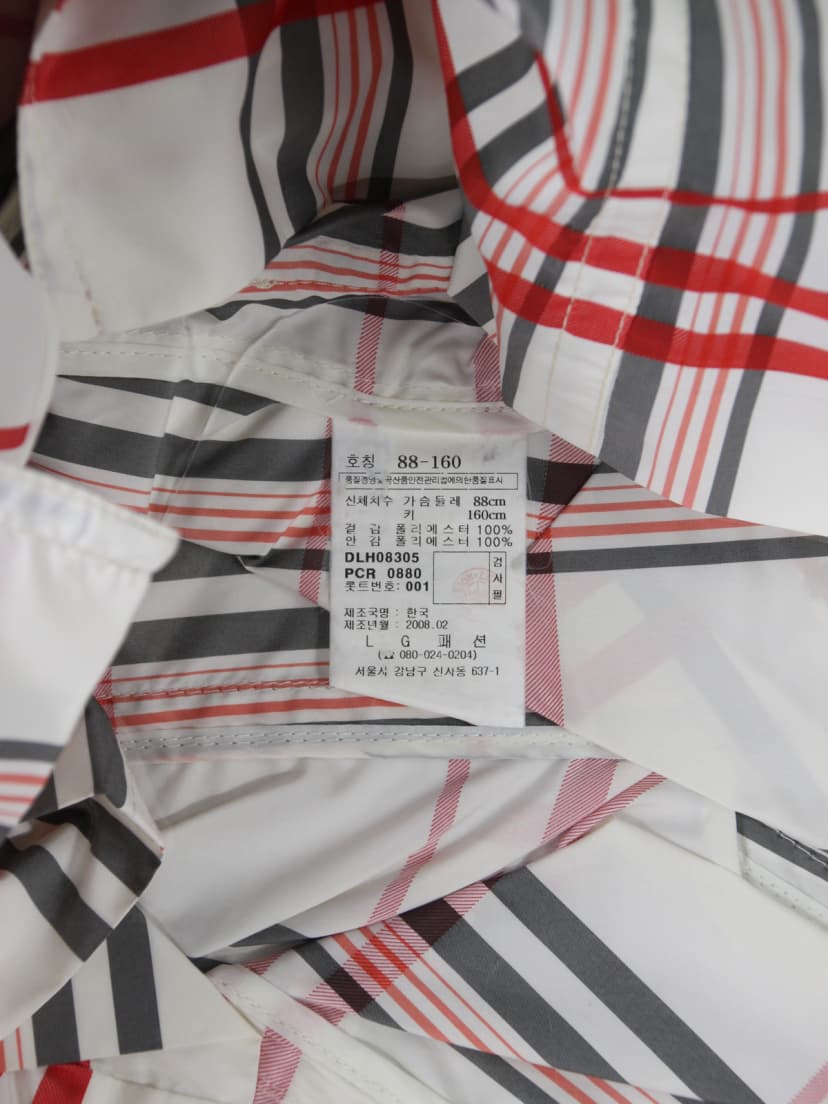 호칭 88-160
품질경영및공산품안전관리법에의한품질표시
신체치수 가슴둘레 88cm
키 160cm
겉 감 폴리에스터 100%
안 감 폴리에스터 100%
DLH08305
PCR 0880
롯트번호: 001
검사필
제조국명 : 한국
제조년월 : 2008.02
L G 패 션
(☎ 080-024-0204)
서울시 강남구 신사동 637-1